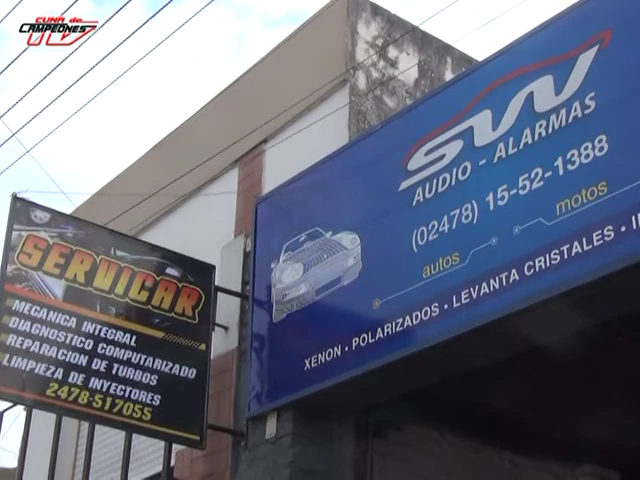 CUNA de
CAMPEONES
TV
SW
AUDIO - ALARMAS
(02478) 15-52-1388
autos
motos
XENON • POLARIZADOS • LEVANTA CRISTALES •
SERVICAR
MECANICA INTEGRAL
DIAGNOSTICO COMPUTARIZADO
REPARACION DE TURBOS
LIMPIEZA DE INYECTORES
2478-517055